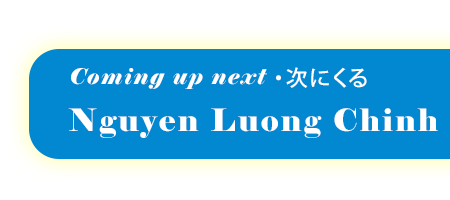 Coming up next・次にくる
Nguyen Luong Chinh